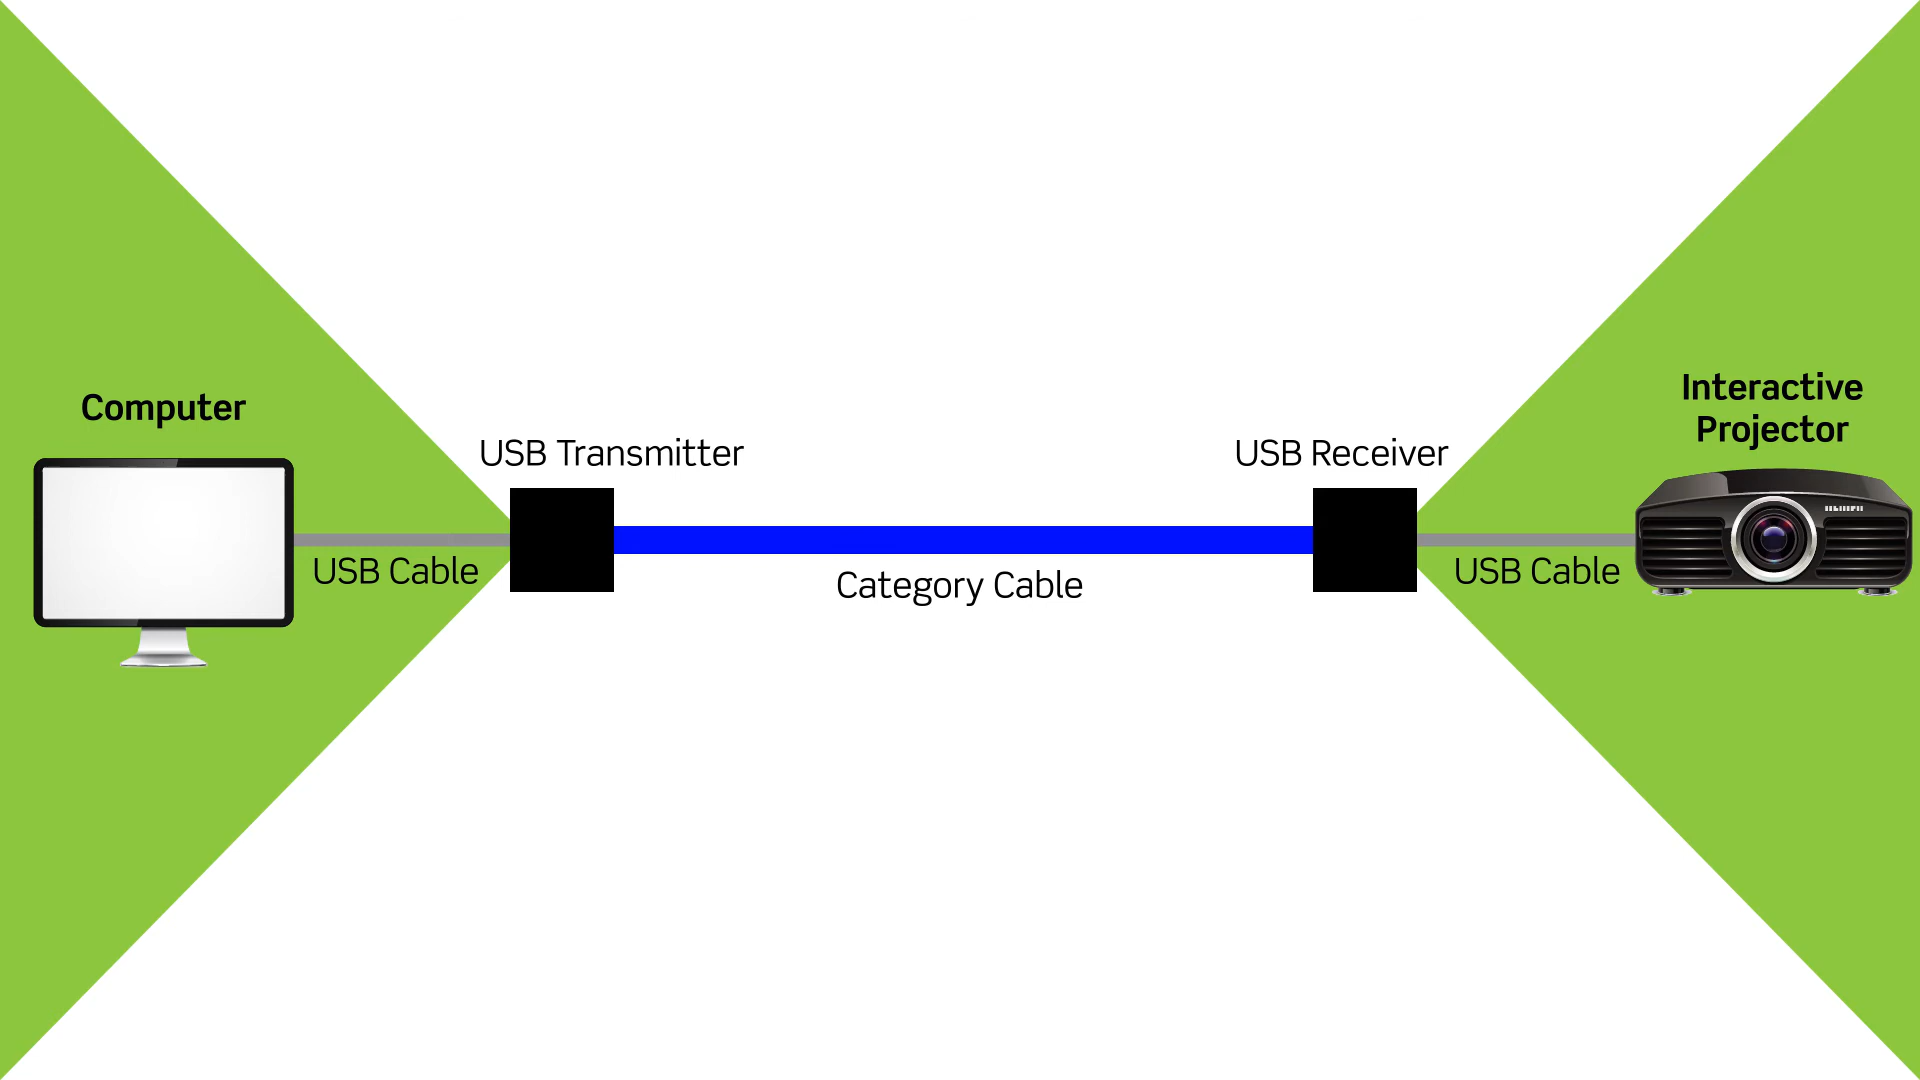 Computer
USB Cable
USB Transmitter
Category Cable
USB Receiver
USB Cable
Interactive
Projector